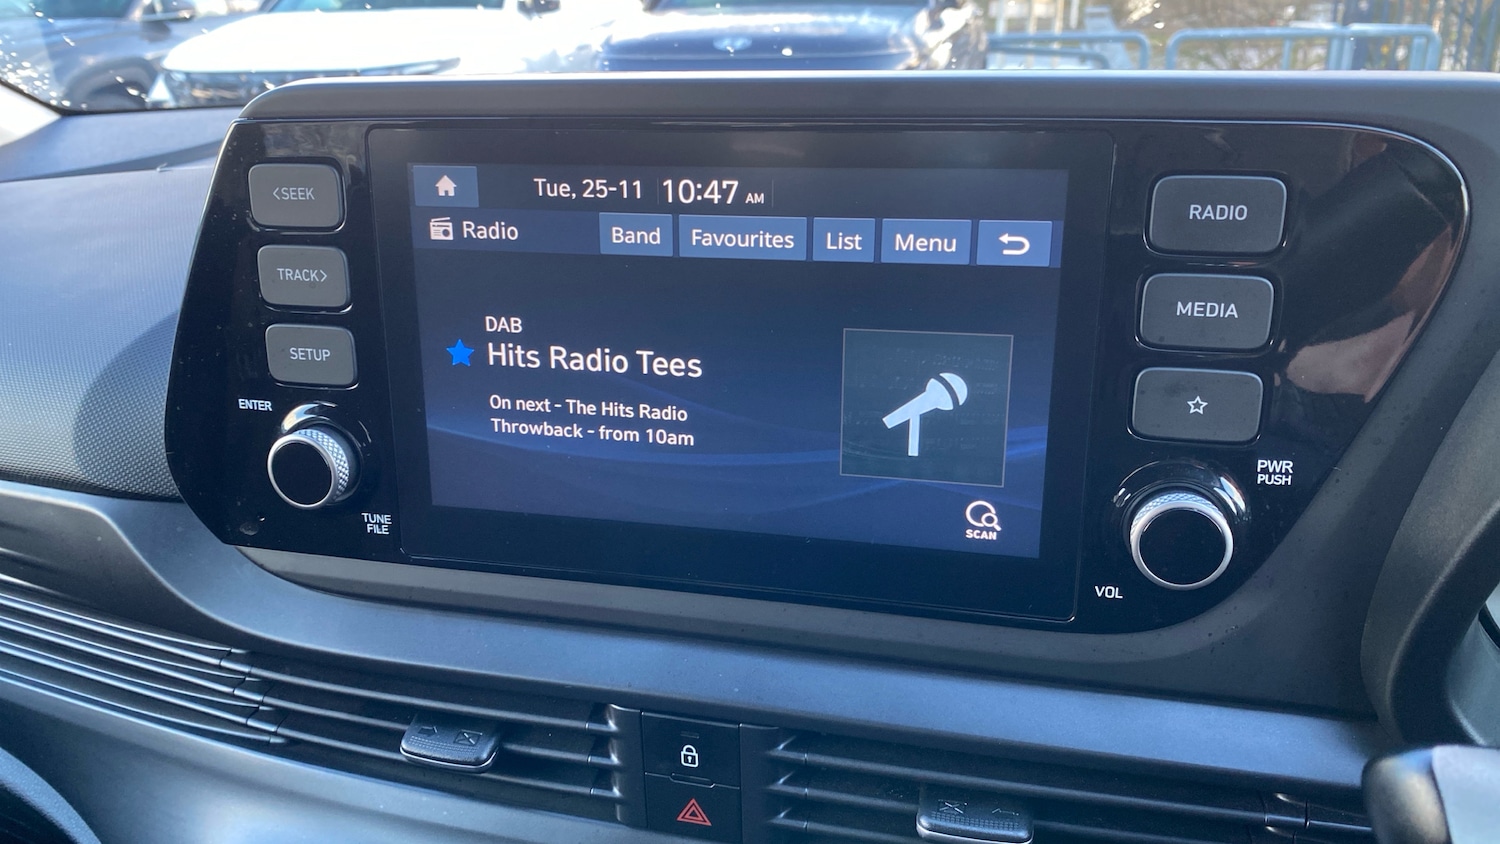 Tue, 25-11 10:47 AM
Radio Band Favourites List Menu
DAB
Hits Radio Tees
On next - The Hits Radio
Throwback - from 10am
SCAN
<SEEK
TRACK>
SETUP
ENTER
TUNE
FILE
RADIO
MEDIA
PWR
PUSH
VOL